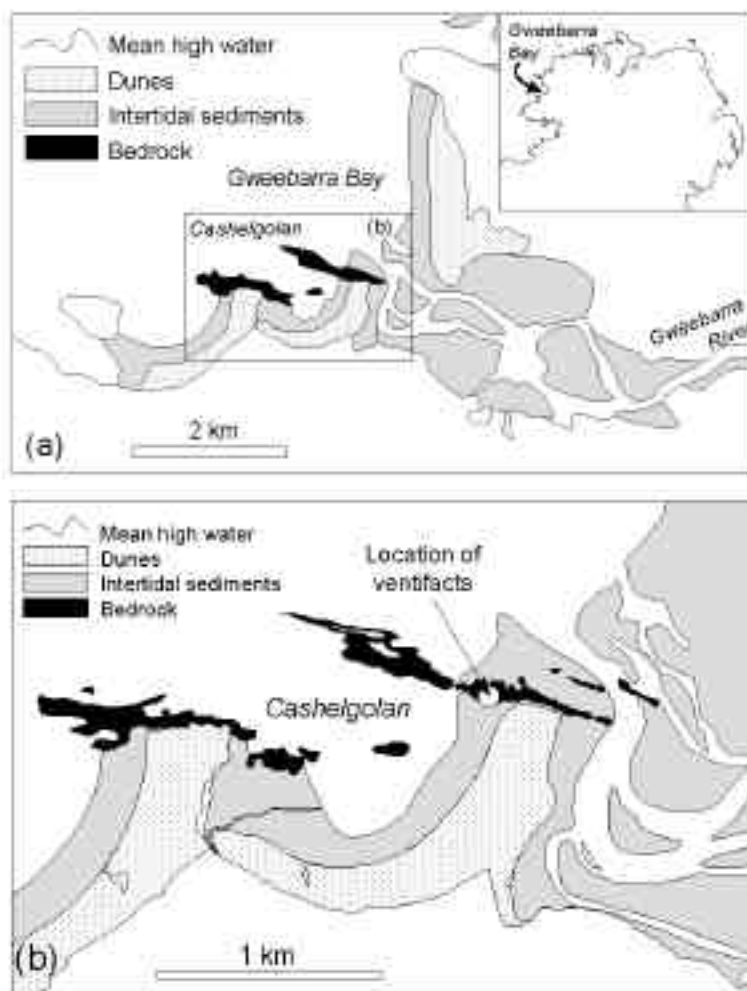 Mean high water
Dunes
Intertidal sediments
Bedrock
Gweebarra
Bay
Gweebarra Bay
Cashelgolan
(b)
Gweebarra
River
2 km
(a)
Mean high water
Dunes
Intertidal sediments
Bedrock
Location of
ventifacts
Cashelgolan
1 km
(b)